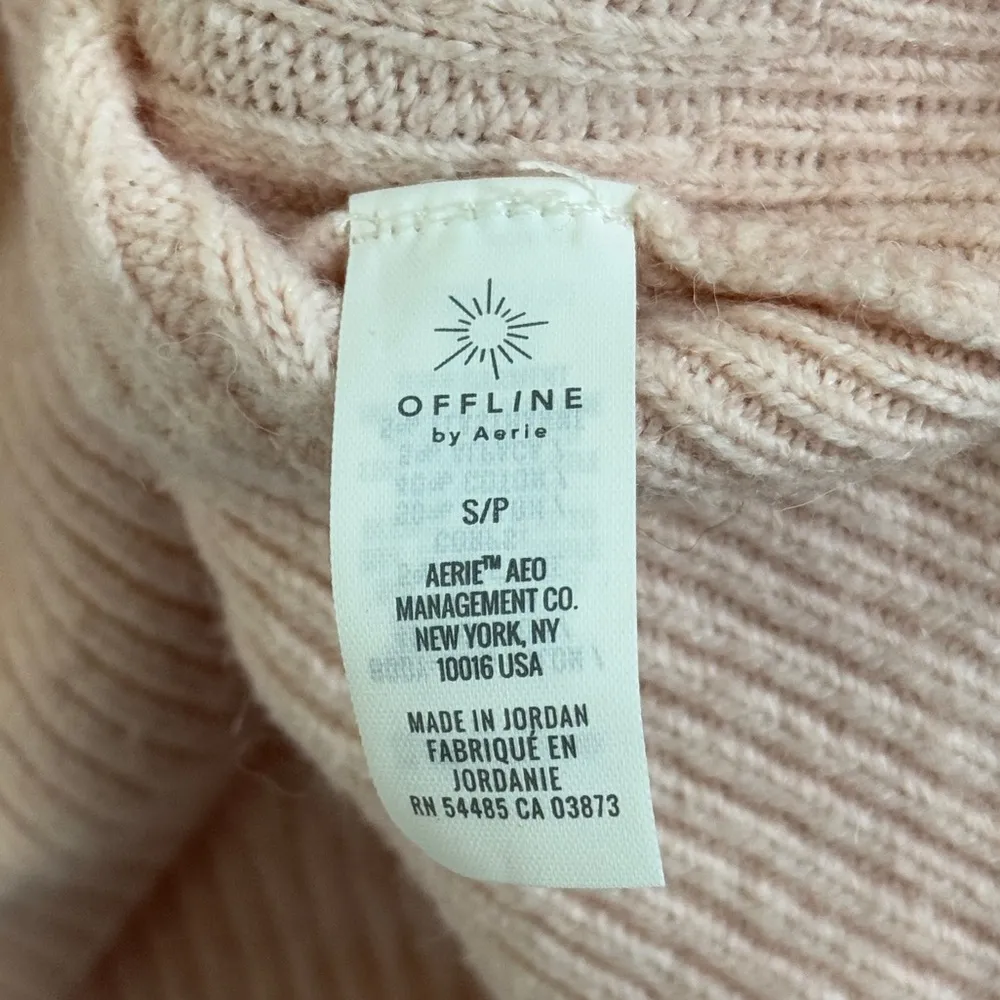 OFFLINE
by Aerie
S/P
AERIE™ AEO
MANAGEMENT CO.
NEW YORK, NY
10016 USA
MADE IN JORDAN
FABRIQUÉ EN
JORDANIE
RN 54485 CA 03873